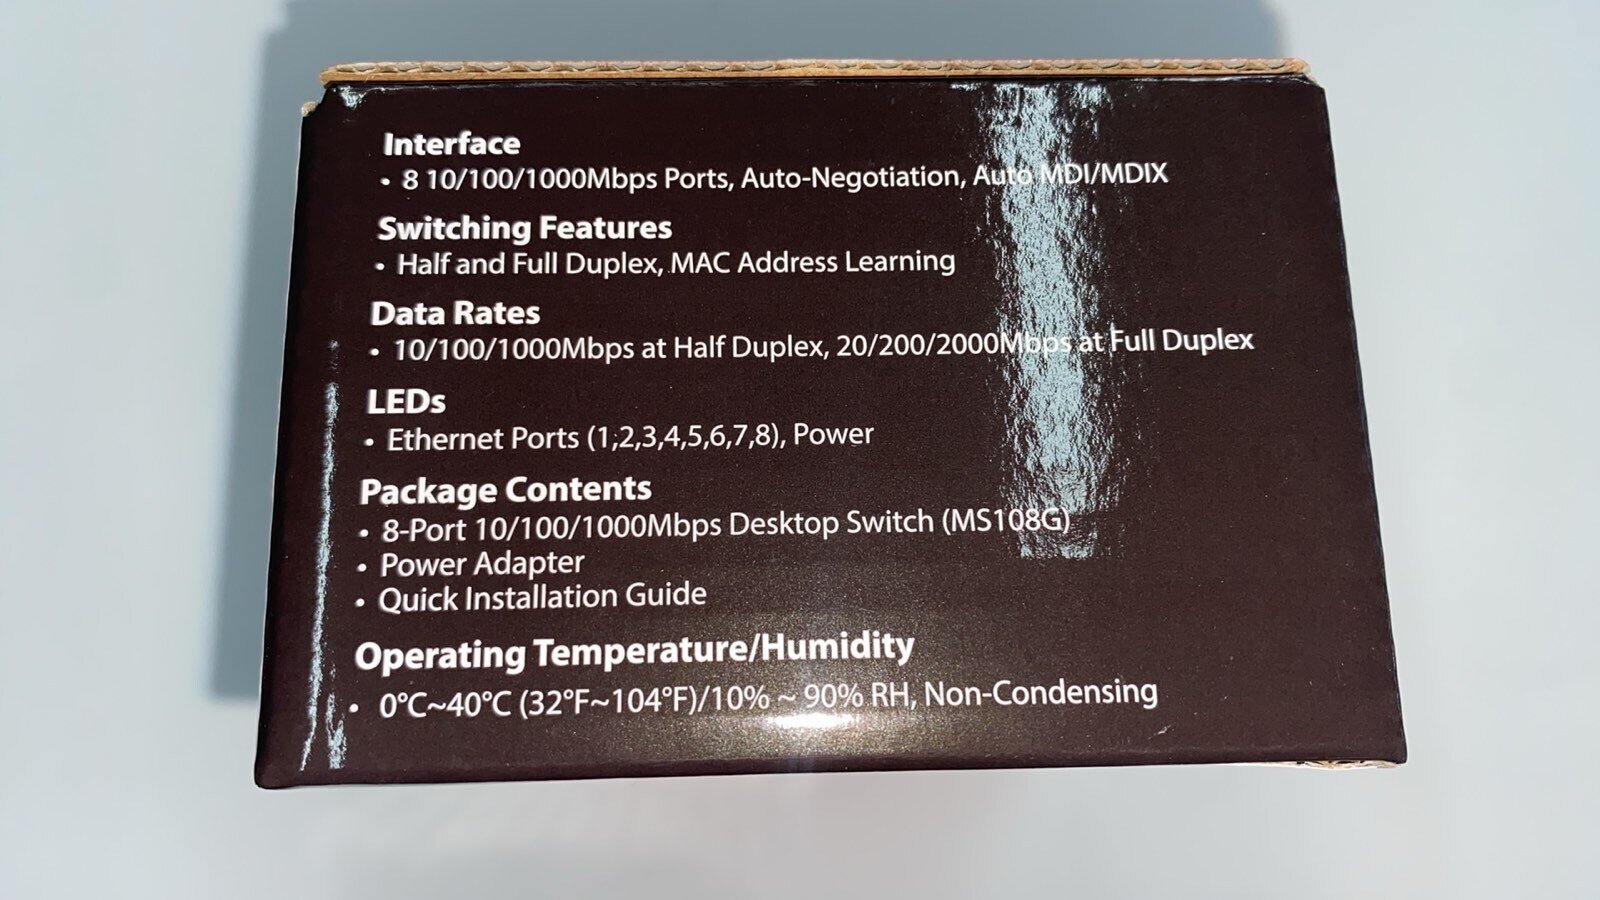 Interface
• 8 10/100/1000Mbps Ports, Auto-Negotiation, Auto MDI/MDIX
Switching Features
• Half and Full Duplex, MAC Address Learning
Data Rates
• 10/100/1000Mbps at Half Duplex, 20/200/2000Mbps at Full Duplex
LEDs
• Ethernet Ports (1,2,3,4,5,6,7,8), Power
Package Contents
• 8-Port 10/100/1000Mbps Desktop Switch (MS108G)
• Power Adapter
• Quick Installation Guide
Operating Temperature/Humidity
• 0°C~40°C (32°F~104°F)/10% ~ 90% RH, Non-Condensing